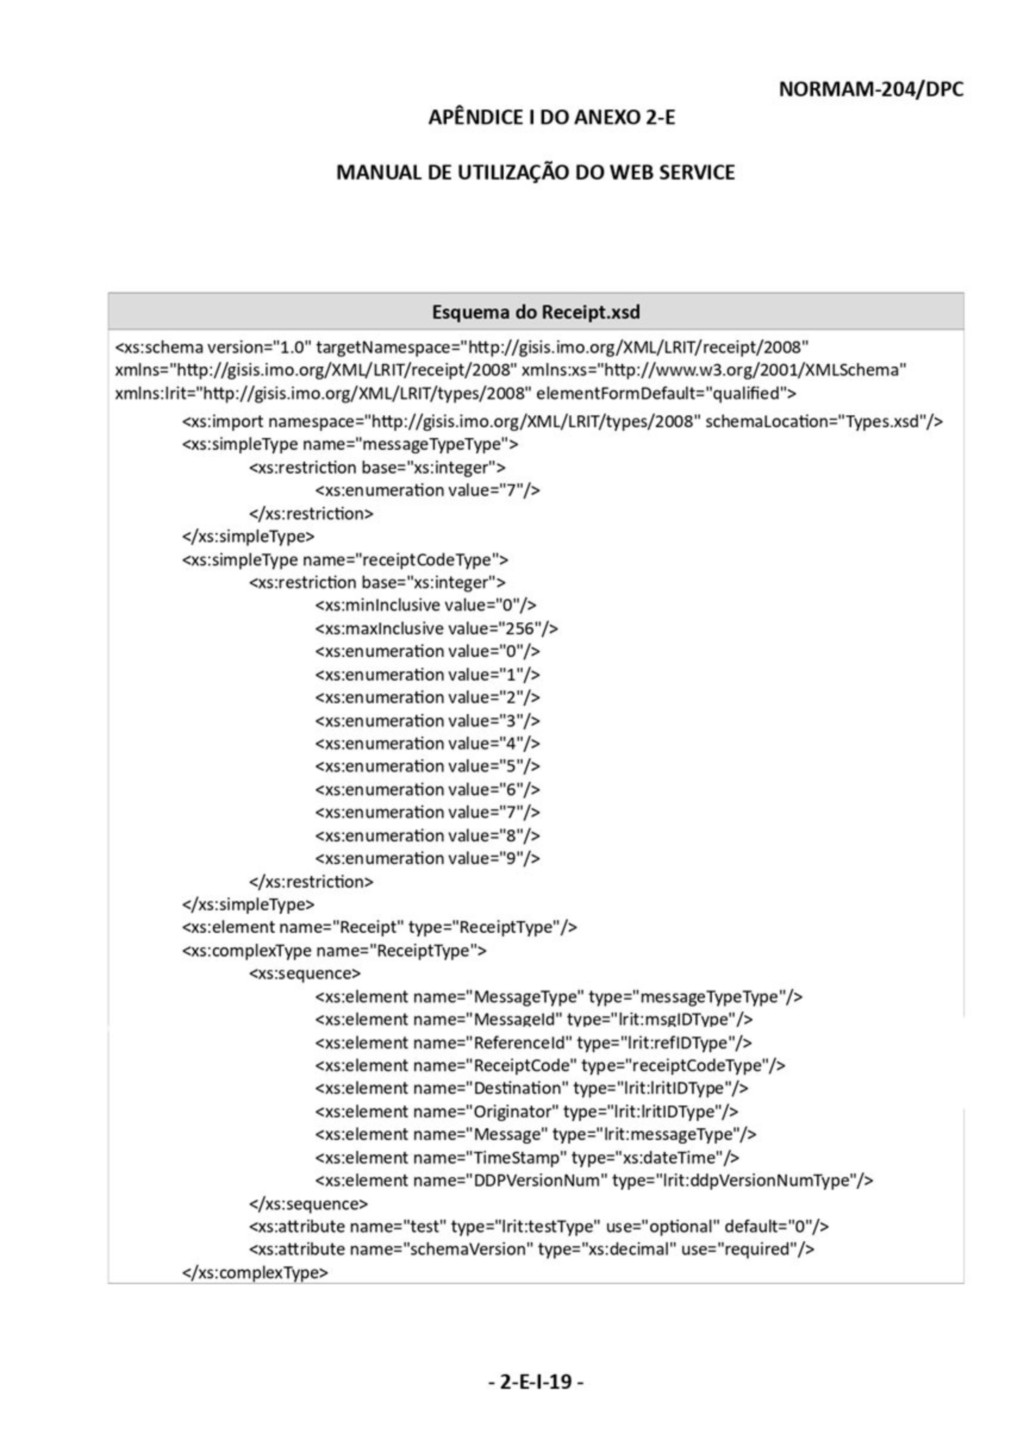 NORMAM-204/DPC
APÊNDICE I DO ANEXO 2-E
MANUAL DE UTILIZAÇÃO DO WEB SERVICE
Esquema do Receipt.xsd
<xs:schema version="1.0" targetNamespace="http://gisis.imo.org/XML/LRIT/receipt/2008"
xmlns="http://gisis.imo.org/XML/LRIT/receipt/2008" xmlns:xs="http://www.w3.org/2001/XMLSchema"
xmlns:lrit="http://gisis.imo.org/XML/LRIT/types/2008" elementFormDefault="qualified">
<xs:import namespace="http://gisis.imo.org/XML/LRIT/types/2008" schemaLocation="Types.xsd"/>
<xs:simpleType name="messageTypeType">
<xs:restriction base="xs:integer">
<xs:enumeration value="7"/>
</xs:restriction>
</xs:simpleType>
<xs:simpleType name="receiptCodeType">
<xs:restriction base="xs:integer">
<xs:minInclusive value="0"/>
<xs:maxInclusive value="256"/>
<xs:enumeration value="0"/>
<xs:enumeration value="1"/>
<xs:enumeration value="2"/>
<xs:enumeration value="3"/>
<xs:enumeration value="4"/>
<xs:enumeration value="5"/>
<xs:enumeration value="6"/>
<xs:enumeration value="7"/>
<xs:enumeration value="8"/>
<xs:enumeration value="9"/>
</xs:restriction>
</xs:simpleType>
<xs:element name="Receipt" type="ReceiptType"/>
<xs:complexType name="ReceiptType">
<xs:sequence>
<xs:element name="MessageType" type="messageTypeType"/>
<xs:element name="MessageId" type="lrit:msgIDType"/>
<xs:element name="ReferenceId" type="lrit:refIDType"/>
<xs:element name="ReceiptCode" type="receiptCodeType"/>
<xs:element name="Destination" type="lrit:lritIDType"/>
<xs:element name="Originator" type="lrit:lritIDType"/>
<xs:element name="Message" type="lrit:messageType"/>
<xs:element name="TimeStamp" type="xs:dateTime"/>
<xs:element name="DDPVersionNum" type="lrit:ddpVersionNumType"/>
</xs:sequence>
<xs:attribute name="test" type="lrit:testType" use="optional" default="0"/>
<xs:attribute name="schemaVersion" type="xs:decimal" use="required"/>
</xs:complexType>
- 2-E-I-19 -